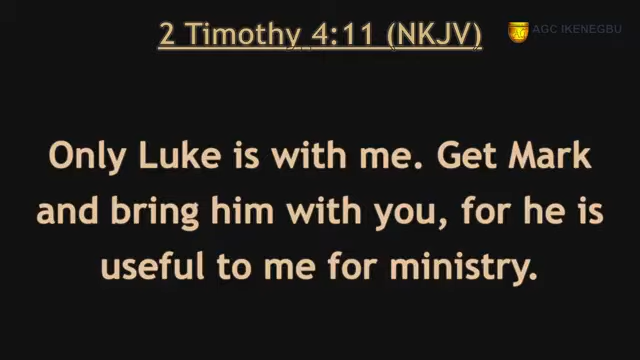 2 Timothy 4:11 (NKJV)
AGC IKENEGBU
Only Luke is with me. Get Mark
and bring him with you, for he is
useful to me for ministry.